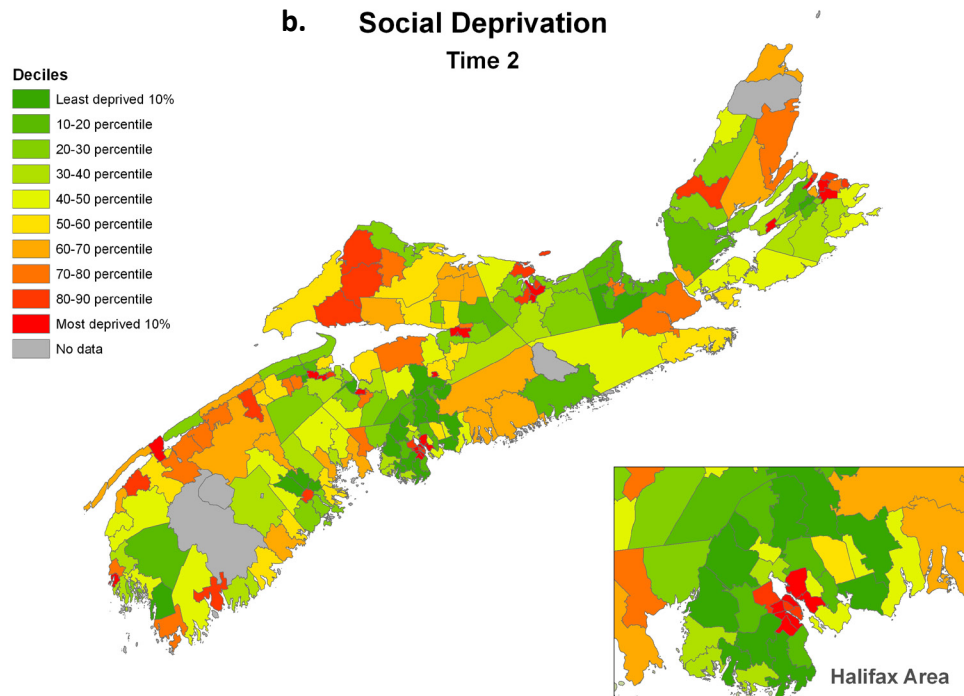 b. Social Deprivation
Time 2
Deciles
Least deprived 10%
10-20 percentile
20-30 percentile
30-40 percentile
40-50 percentile
50-60 percentile
60-70 percentile
70-80 percentile
80-90 percentile
Most deprived 10%
No data
Halifax Area